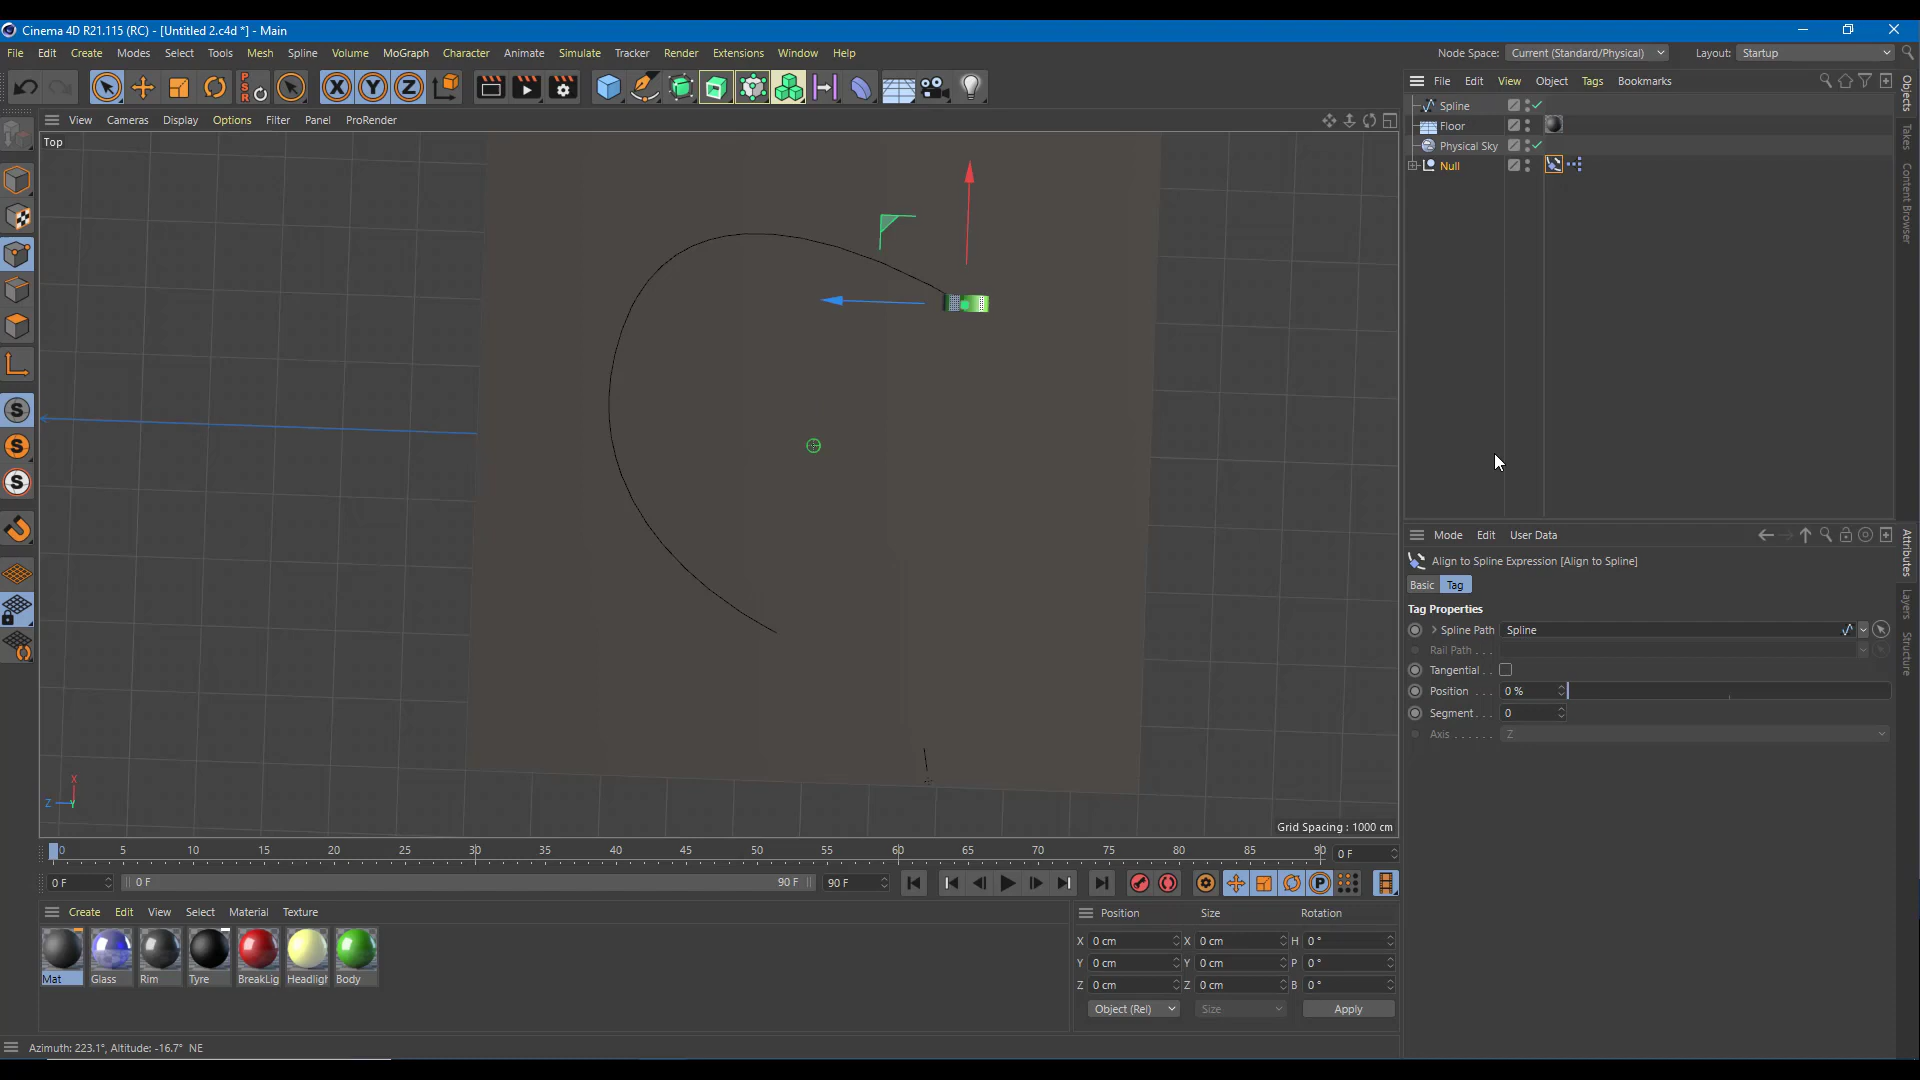 Cinema 4D R21.115 (RC) - [Untitled 2.c4d *] - Main
File Edit Create Modes Select Tools Mesh Spline Volume MoGraph Character Animate Simulate Tracker Render Extensions Window Help
Node Space: Current (Standard/Physical) Layout: Startup
PSR X Y Z
File Edit View Object Tags Bookmarks
View Cameras Display Options Filter Panel ProRender
Top
Spline
Floor
Physical Sky
Null
Objects
Takes
Content Browser
Mode Edit User Data
Align to Spline Expression [Align to Spline]
Basic Tag
Tag Properties
Spline Path Spline
Rail Path . . .
Tangential . .
Position . . . 0 %
Segment. . . 0
Axis . . . . . . Z
Attributes
Layers
Structure
S
S
S
X
Z Y
Grid Spacing : 1000 cm
0 5 10 15 20 25 30 35 40 45 50 55 60 65 70 75 80 85 90 0 F
0 F 0 F 90 F 90 F P
Create Edit View Select Material Texture
Mat Glass Rim Tyre BreakLig Headligh Body
Position Size Rotation
X 0 cm X 0 cm H 0 °
Y 0 cm Y 0 cm P 0 °
Z 0 cm Z 0 cm B 0 °
Object (Rel) Size Apply
Azimuth: 223.1°, Altitude: -16.7° NE